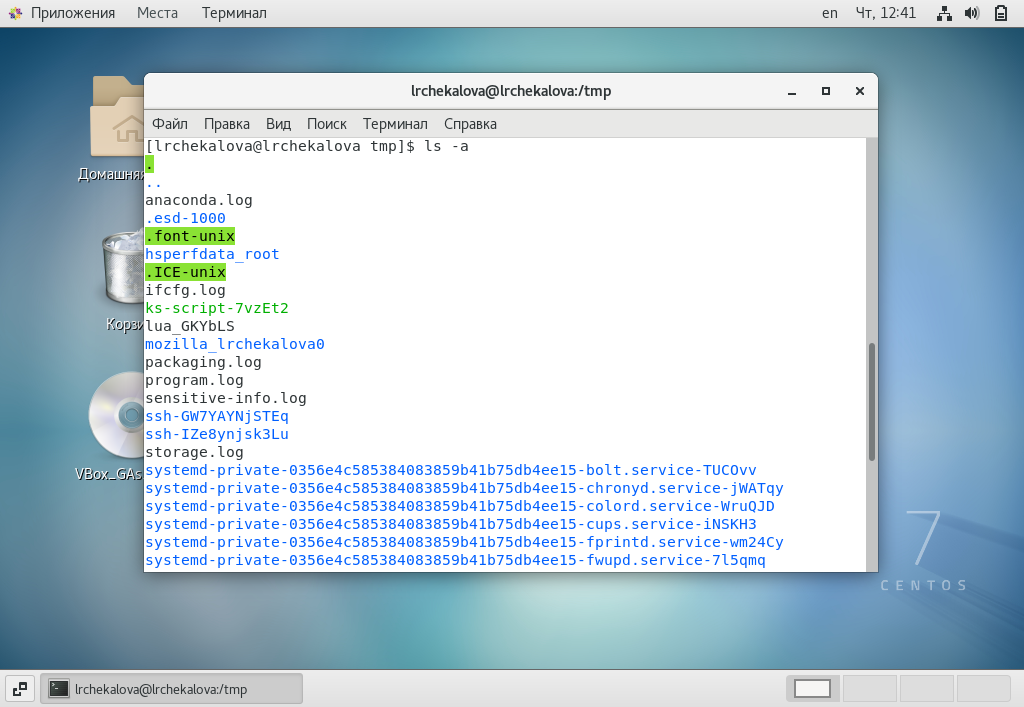 Приложения Места Терминал en Чт, 12:41
lrchekalova@lrchekalova:/tmp
Файл Правка Вид Поиск Терминал Справка
[lrchekalova@lrchekalova tmp]$ ls -a
.
..
anaconda.log
.esd-1000
.font-unix
hsperfdata_root
.ICE-unix
ifcfg.log
ks-script-7vzEt2
lua_GKYbLS
mozilla_lrchekalova0
packaging.log
program.log
sensitive-info.log
ssh-GW7YAYNjSTEq
ssh-IZe8ynjsk3Lu
storage.log
systemd-private-0356e4c585384083859b41b75db4ee15-bolt.service-TUCOvv
systemd-private-0356e4c585384083859b41b75db4ee15-chronyd.service-jWATqy
systemd-private-0356e4c585384083859b41b75db4ee15-colord.service-WruQJD
systemd-private-0356e4c585384083859b41b75db4ee15-cups.service-iNSKH3
systemd-private-0356e4c585384083859b41b75db4ee15-fprintd.service-wm24Cy
systemd-private-0356e4c585384083859b41b75db4ee15-fwupd.service-7l5qmq
Домашняя
Корзи
VBox_GAs
7
CENTOS
lrchekalova@lrchekalova:/tmp